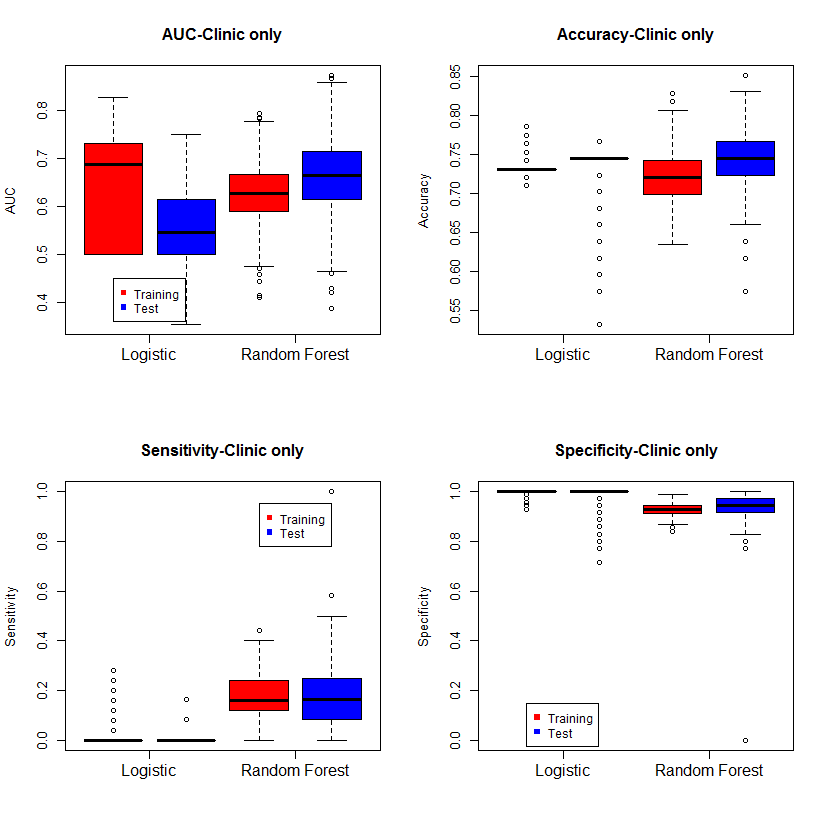 AUC-Clinic only
AUC
0.4
0.5
0.6
0.7
0.8
Training
Test
Logistic
Random Forest
Accuracy-Clinic only
Accuracy
0.55
0.60
0.65
0.70
0.75
0.80
0.85
Logistic
Random Forest
Sensitivity-Clinic only
Sensitivity
0.0
0.2
0.4
0.6
0.8
1.0
Training
Test
Logistic
Random Forest
Specificity-Clinic only
Specificity
0.0
0.2
0.4
0.6
0.8
1.0
Training
Test
Logistic
Random Forest